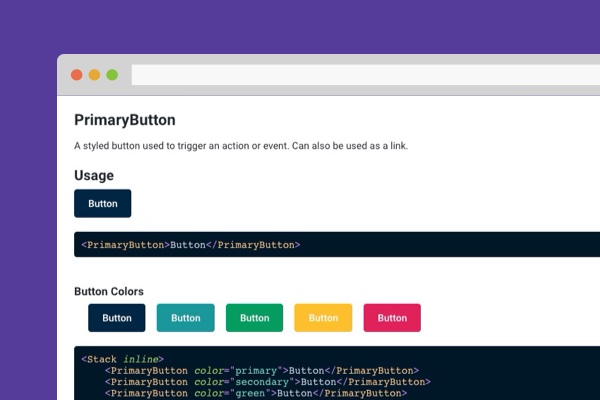 PrimaryButton
A styled button used to trigger an action or event. Can also be used as a link.
Usage
Button
<PrimaryButton>Button</PrimaryButton>
Button Colors
Button Button Button Button Button
<Stack inline>
<PrimaryButton color="primary">Button</PrimaryButton>
<PrimaryButton color="secondary">Button</PrimaryButton>
<PrimaryButton color="green">Button</PrimaryButton>